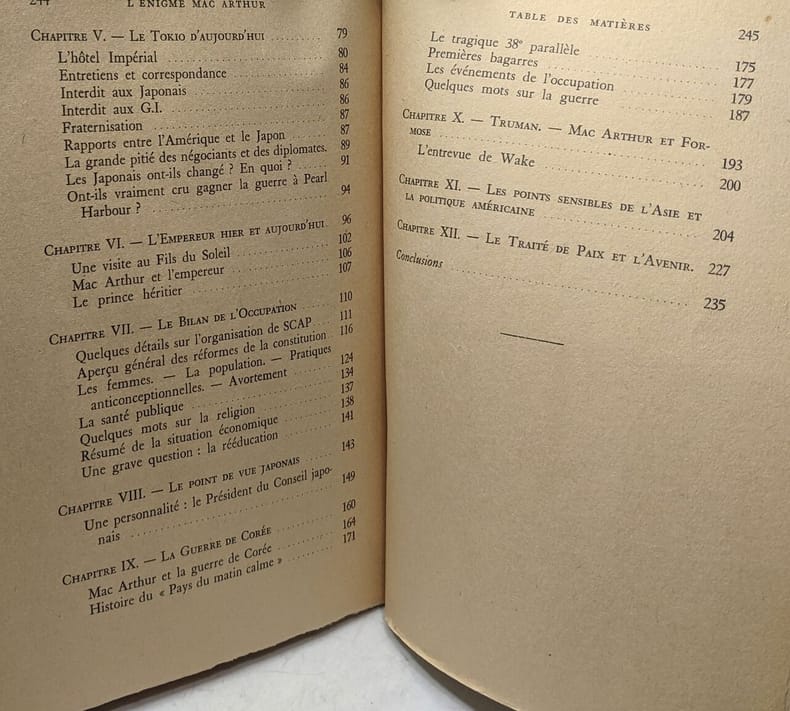 244 L'ÉNIGME MAC ARTHUR
Chapitre V. — Le Tokio d'aujourd'hui .......... 79
L'hôtel Impérial .......... 80
Entretiens et correspondance .......... 84
Interdit aux Japonais .......... 86
Interdit aux G.I. .......... 86
Fraternisation .......... 87
Rapports entre l'Amérique et le Japon .......... 87
La grande pitié des négociants et des diplomates. 89
Les Japonais ont-ils changé ? En quoi ? .......... 91
Ont-ils vraiment cru gagner la guerre à Pearl
Harbour ? .......... 94
Chapitre VI. — L'Empereur hier et aujourd'hui. 96
Une visite au Fils du Soleil .......... 102
Mac Arthur et l'empereur .......... 106
Le prince héritier .......... 107
Chapitre VII. — Le Bilan de l'Occupation .......... 110
Quelques détails sur l'organisation de SCAP .......... 111
Aperçu général des réformes de la constitution 116
Les femmes. — La population. — Pratiques
anticonceptionnelles. — Avortement .......... 124
La santé publique .......... 134
Quelques mots sur la religion .......... 137
Résumé de la situation économique .......... 138
Une grave question : la rééducation .......... 141
Chapitre VIII. — Le point de vue japonais .......... 143
Une personnalité : le Président du Conseil japo-
nais .......... 149
Chapitre IX. — La Guerre de Corée .......... 160
Mac Arthur et la guerre de Corée .......... 164
Histoire du « Pays du matin calme » .......... 171
TABLE DES MATIÈRES 245
Le tragique 38e parallèle .......... 175
Premières bagarres .......... 177
Les événements de l'occupation .......... 179
Quelques mots sur la guerre .......... 187
Chapitre X. — Truman. — Mac Arthur et For-
mose .......... 193
L'entrevue de Wake .......... 200
Chapitre XI. — Les points sensibles de l'Asie et
la politique américaine .......... 204
Chapitre XII. — Le Traité de Paix et l'Avenir. 227
Conclusions .......... 235